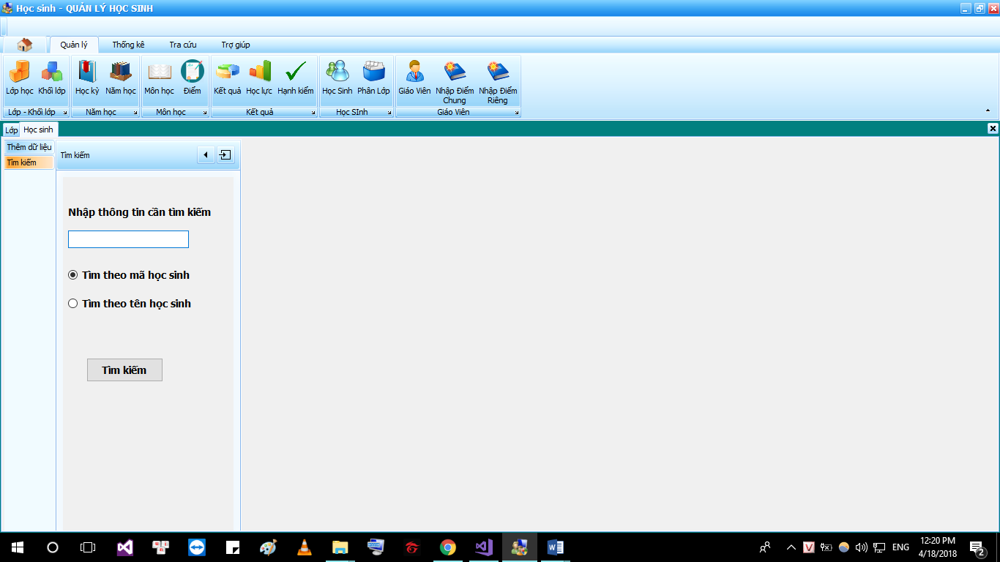 Học sinh - QUẢN LÝ HỌC SINH
Quản lý Thống kê Tra cứu Trợ giúp
Lớp học Khối lớp Học kỳ Năm học Môn học Điểm Kết quả Học lực Hạnh kiểm Học Sinh Phân Lớp Giáo Viên Nhập Điểm Chung Nhập Điểm Riêng
Lớp - Khối lớp Năm học Môn học Kết quả Học SInh Giáo Viên
Lớp Học sinh
Thêm dữ liệu
Tìm kiếm
Tìm kiếm
Nhập thông tin cần tìm kiếm
Tìm theo mã học sinh
Tìm theo tên học sinh
Tìm kiếm
V ENG 12:20 PM
4/18/2018
2